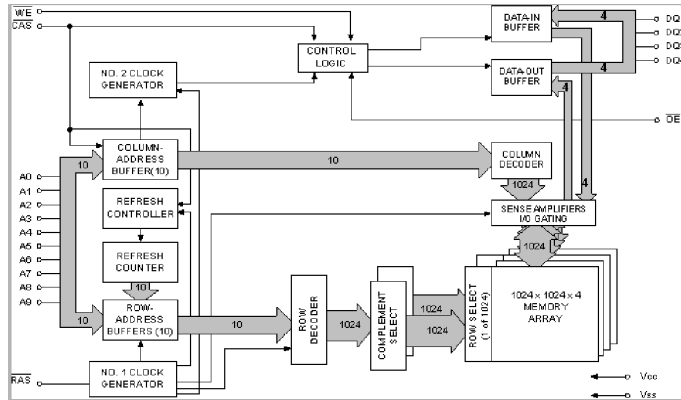 WE
CAS
CONTROL
LOGIC
DATA-IN
BUFFER
4
DQ
DQ
DQ
DQ4
NO. 2 CLOCK
GENERATOR
DATA-OUT
BUFFER
4
4
OE
COLUMN-
ADDRESS
BUFFER(10)
10
10
COLUMN
DECODER
1024
4
A0
A1
A2
A3
A4
A5
A6
A7
A8
A9
REFRESH
CONTROLLER
SENSE AMPLIFIERS
I/O GATING
1024
REFRESH
COUNTER
10
ROW-
ADDRESS
BUFFERS (10)
10
10
ROW
DECODER
1024
COMPLEMENT
SELECT
1024
1024
ROW SELECT
(1 of 1024)
1024 x 1024 x 4
MEMORY
ARRAY
RAS
NO. 1 CLOCK
GENERATOR
Vcc
Vss